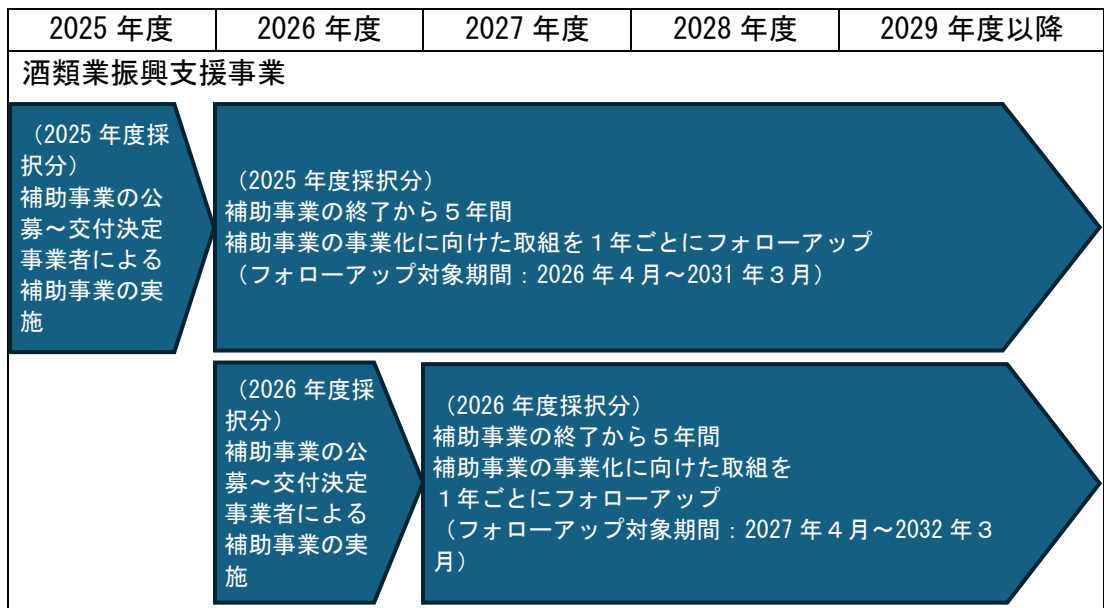 2025 年度 2026 年度 2027 年度 2028 年度 2029 年度以降
酒類業振興支援事業
（2025 年度採
択分）
補助事業の公
募～交付決定
事業者による
補助事業の実
施
（2025 年度採択分）
補助事業の終了から５年間
補助事業の事業化に向けた取組を１年ごとにフォローアップ
（フォローアップ対象期間：2026 年４月～2031 年３月）
（2026 年度採
択分）
補助事業の公
募～交付決定
事業者による
補助事業の実
施
（2026 年度採択分）
補助事業の終了から５年間
補助事業の事業化に向けた取組を
１年ごとにフォローアップ
（フォローアップ対象期間：2027 年４月～2032 年３
月）